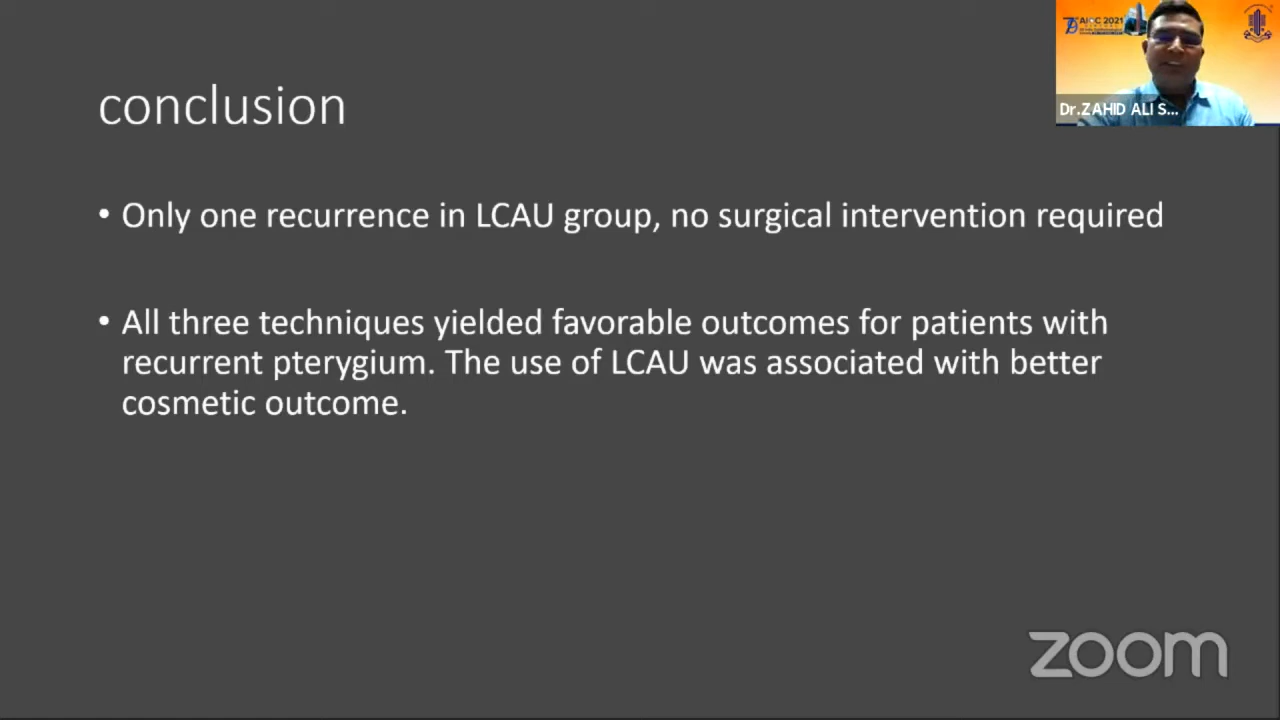 conclusion
• Only one recurrence in LCAU group, no surgical intervention required
• All three techniques yielded favorable outcomes for patients with
recurrent pterygium. The use of LCAU was associated with better
cosmetic outcome.
AIOC 2021
Dr.ZAHID ALI S...
zoom